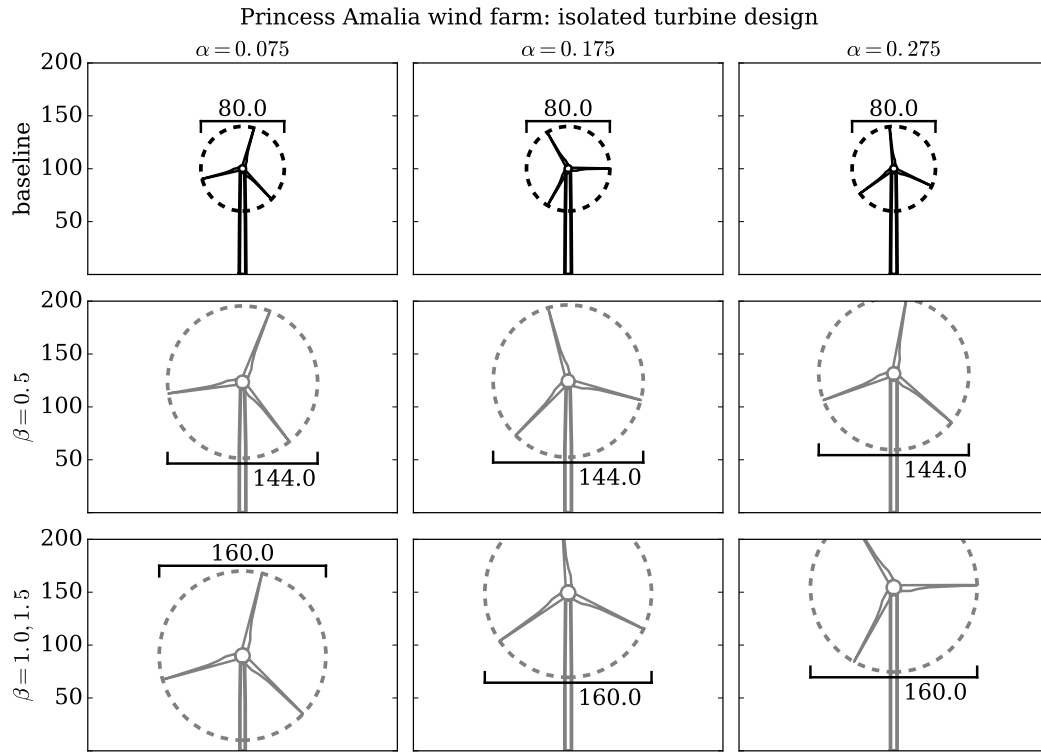 Princess Amalia wind farm: isolated turbine design
α = 0.075 α = 0.175 α = 0.275
baseline
200
150
100
50
80.0 80.0 80.0
β = 0.5
200
150
100
50
144.0 144.0 144.0
β = 1.0, 1.5
200
150
100
50
160.0 160.0 160.0